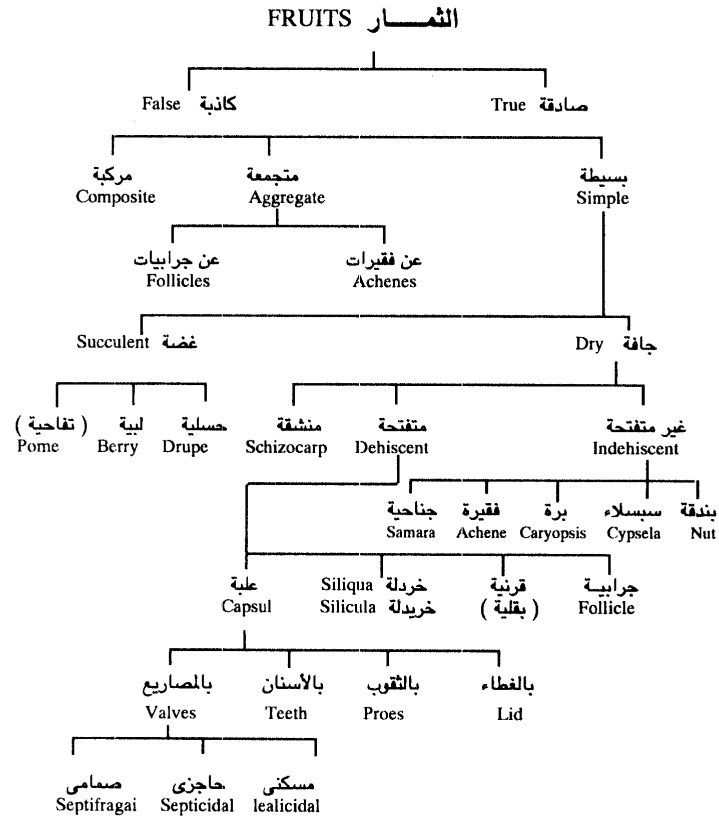 FRUITS الثمـــــار
False كاذبة True صادقة
مركبة متجمعة بسيطة
Composite Aggregate Simple
عن جرابيات عن فقيرات
Follicles Achenes
Succulent غضة Dry جافة
( تفاحية ) لبية حسلية منشقة متفتحة غير متفتحة
Pome Berry Drupe Schizocarp Dehiscent Indehiscent
جناحية فقيرة برة سبسلاء بندقة
Samara Achene Caryopsis Cypsela Nut
علبة Siliqua خردلة قرنية جرابيـة
Capsul Silicula خريدلة ( بقلية ) Follicle
بالمصاريع بالأسنان بالثقوب بالغطاء
Valves Teeth Proes Lid
صمامى حاجزى مسكنى
Septifragai Septicidal lealicidal